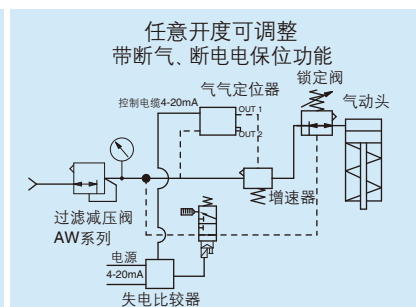 任意开度可调整
带断气、断电电保位功能
锁定阀
气气定位器
气动头
控制电缆4-20mA
OUT 1
OUT 2
增速器
过滤减压阀
AW系列
电源
4-20mA
失电比较器